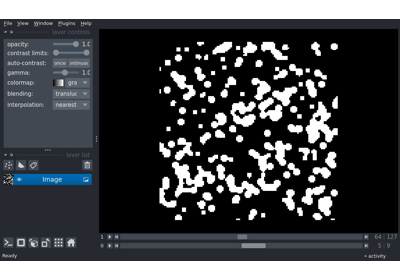 File View Window Plugins Help
layer controls
opacity: 1.0
contrast limits:
auto-contrast: once
gamma: 1.0
colormap: gra
blending: transluc
interpolation: nearest
layer list
Image
1 64 127
0 5 9
Ready activity